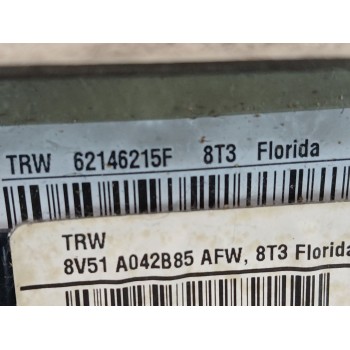 TRW 62146215F 8T3 Florida
TRW
8V51 A042B85 AFW, 8T3 Florida